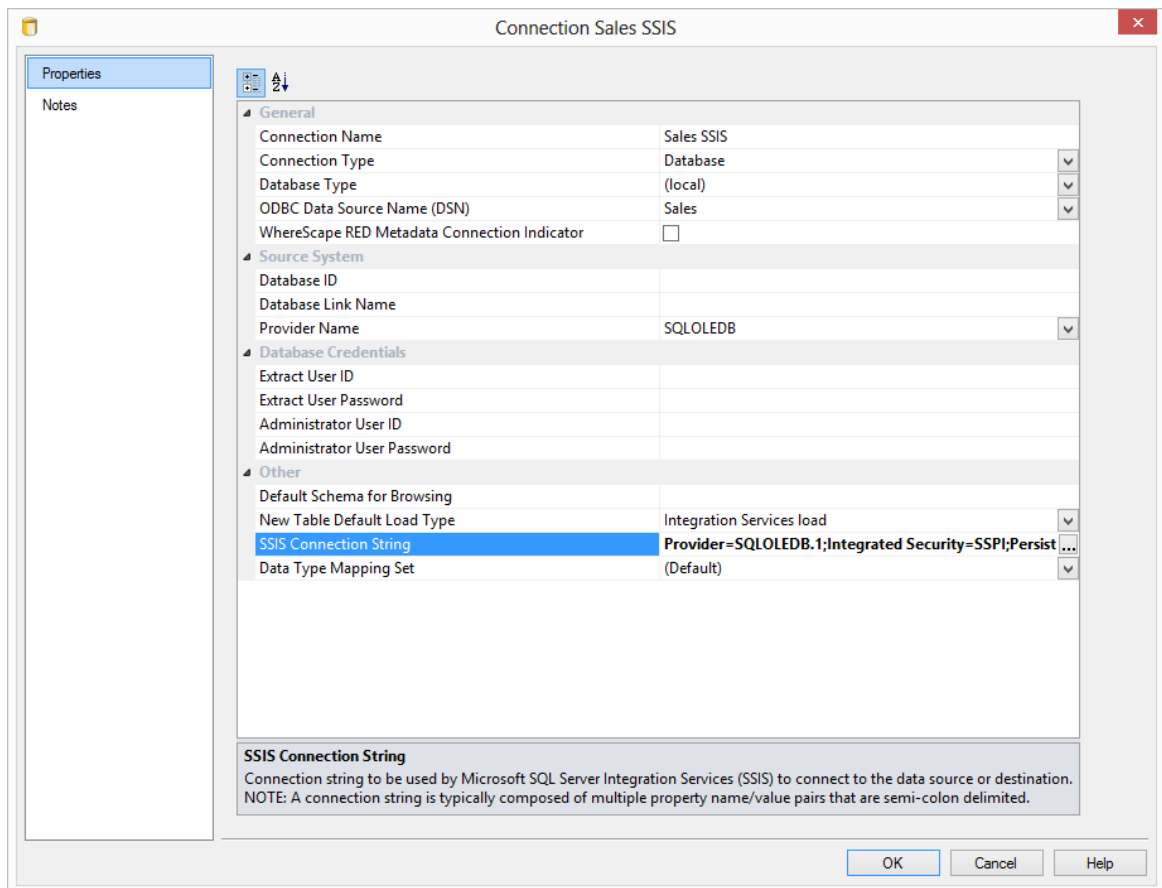 Connection Sales SSIS
Properties
Notes
General
Connection Name Sales SSIS
Connection Type Database
Database Type (local)
ODBC Data Source Name (DSN) Sales
WhereScape RED Metadata Connection Indicator
Source System
Database ID
Database Link Name
Provider Name SQLOLEDB
Database Credentials
Extract User ID
Extract User Password
Administrator User ID
Administrator User Password
Other
Default Schema for Browsing
New Table Default Load Type Integration Services load
SSIS Connection String Provider=SQLOLEDB.1;Integrated Security=SSPI;Persist ...
Data Type Mapping Set (Default)
SSIS Connection String
Connection string to be used by Microsoft SQL Server Integration Services (SSIS) to connect to the data source or destination.
NOTE: A connection string is typically composed of multiple property name/value pairs that are semi-colon delimited.
OK Cancel Help